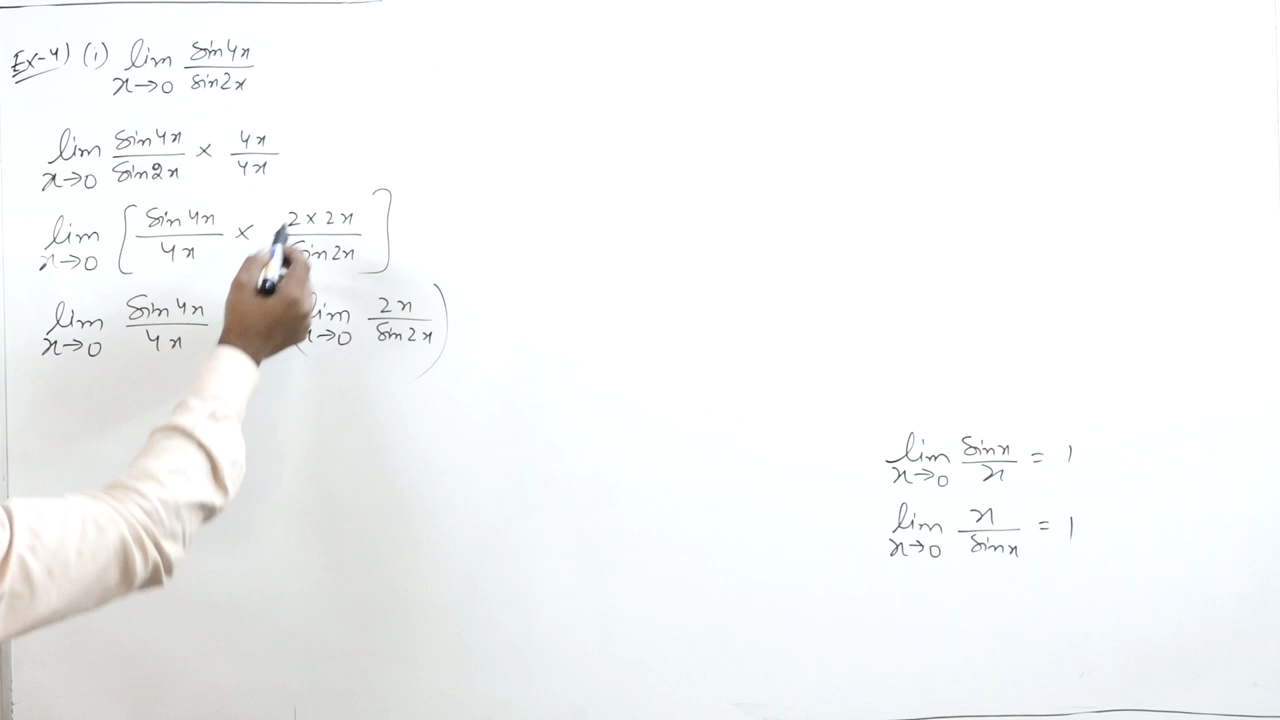 Ex-4) (i) lim x→0 sin4x / sin2x
lim x→0 sin4x / sin2x × 4x / 4x
lim x→0 [ sin4x / 4x × 2 × 2x / sin2x ]
lim x→0 sin4x / 4x ( lim x→0 2x / sin2x )
lim x→0 sinx / x = 1
lim x→0 x / sinx = 1